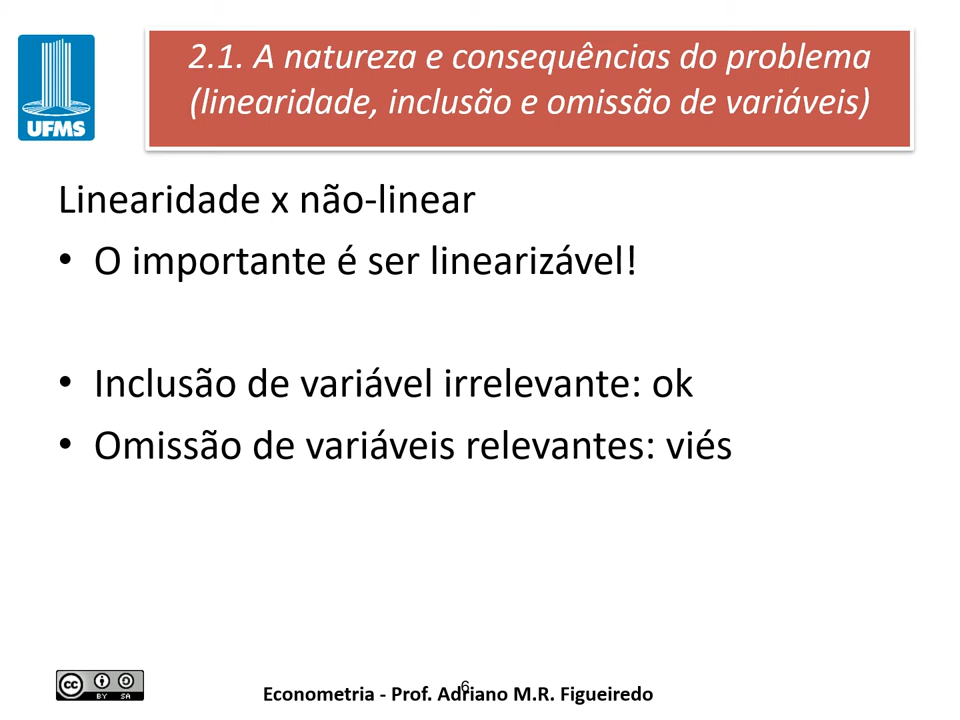 2.1. A natureza e consequências do problema
(linearidade, inclusão e omissão de variáveis)
UFMS
Linearidade x não-linear
• O importante é ser linearizável!
• Inclusão de variável irrelevante: ok
• Omissão de variáveis relevantes: viés
cc BY SA
6
Econometria - Prof. Adriano M.R. Figueiredo